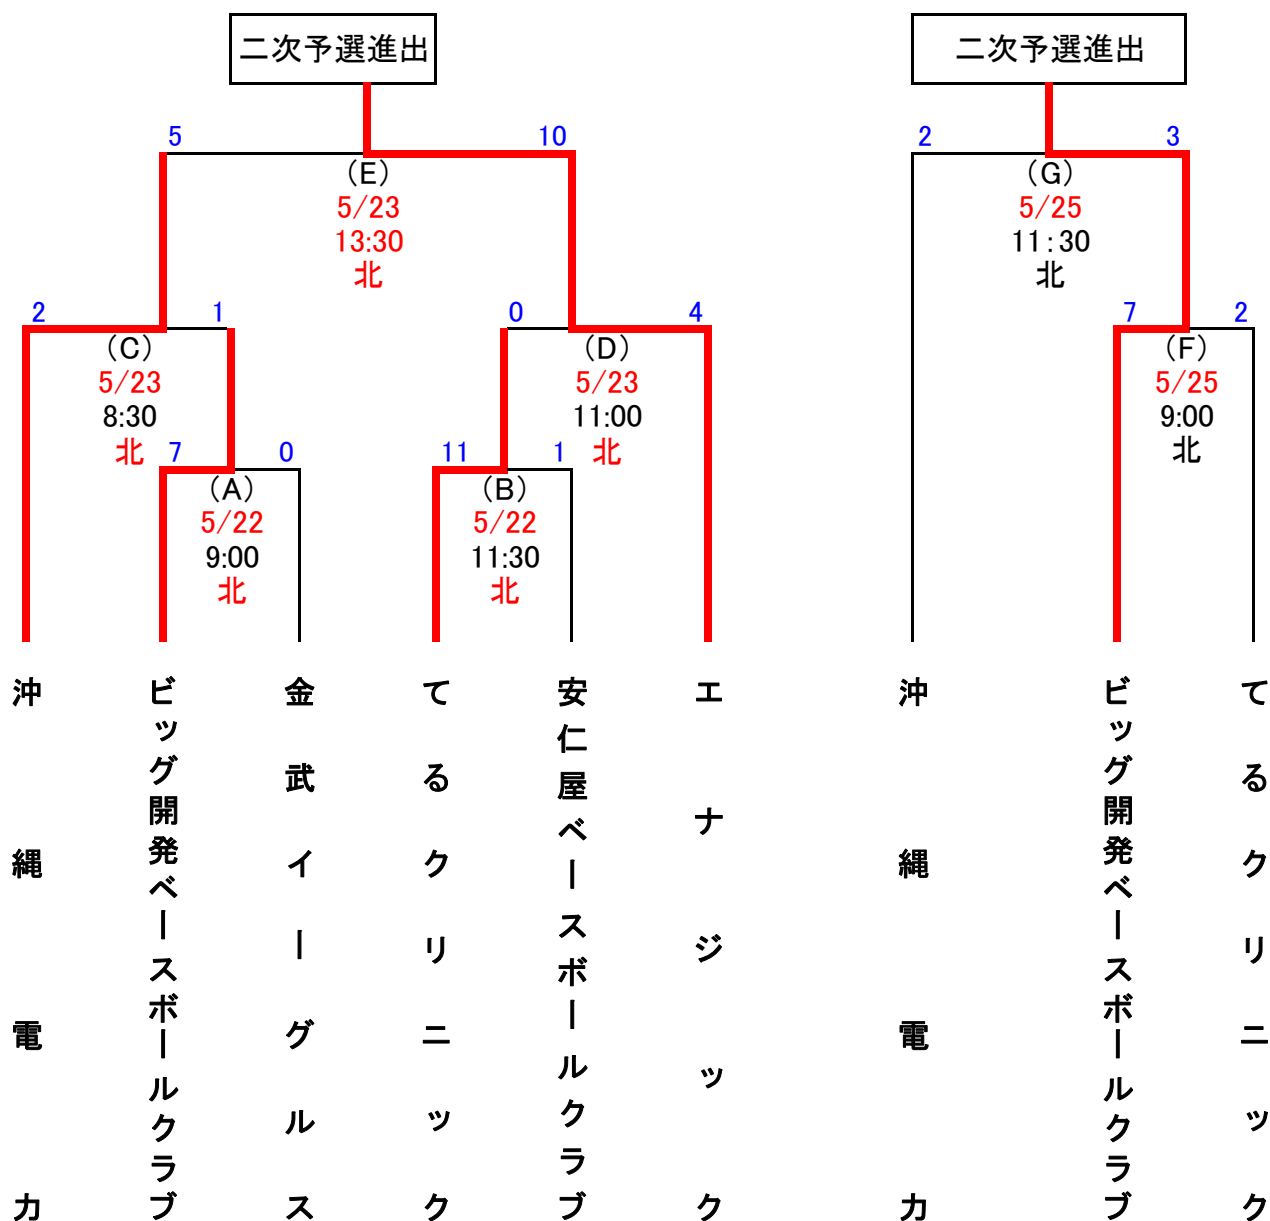 二次予選進出
5
10
(E)
5/23
13:30
北
2
1
(C)
5/23
8:30
北
0
4
(D)
5/23
11:00
北
7
0
(A)
5/22
9:00
北
11
1
(B)
5/22
11:30
北
沖縄電力
ビッグ開発ベースボールクラブ
金武イーグルス
てるクリニック
安仁屋ベースボールクラブ
エナジック
二次予選進出
2
3
(G)
5/25
11:30
北
7
2
(F)
5/25
9:00
北
沖縄電力
ビッグ開発ベースボールクラブ
てるクリニック